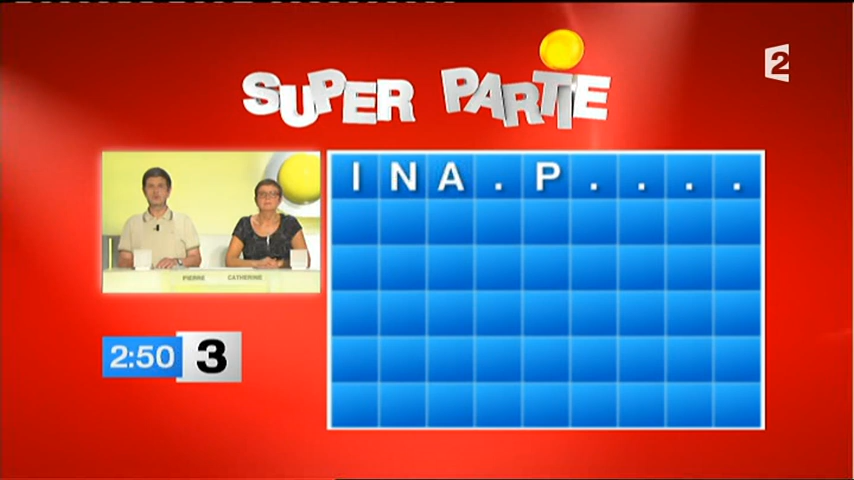 2
SUPER PARTIE
I N A . P . . . .
PIERRE CATHERINE
2:50 3